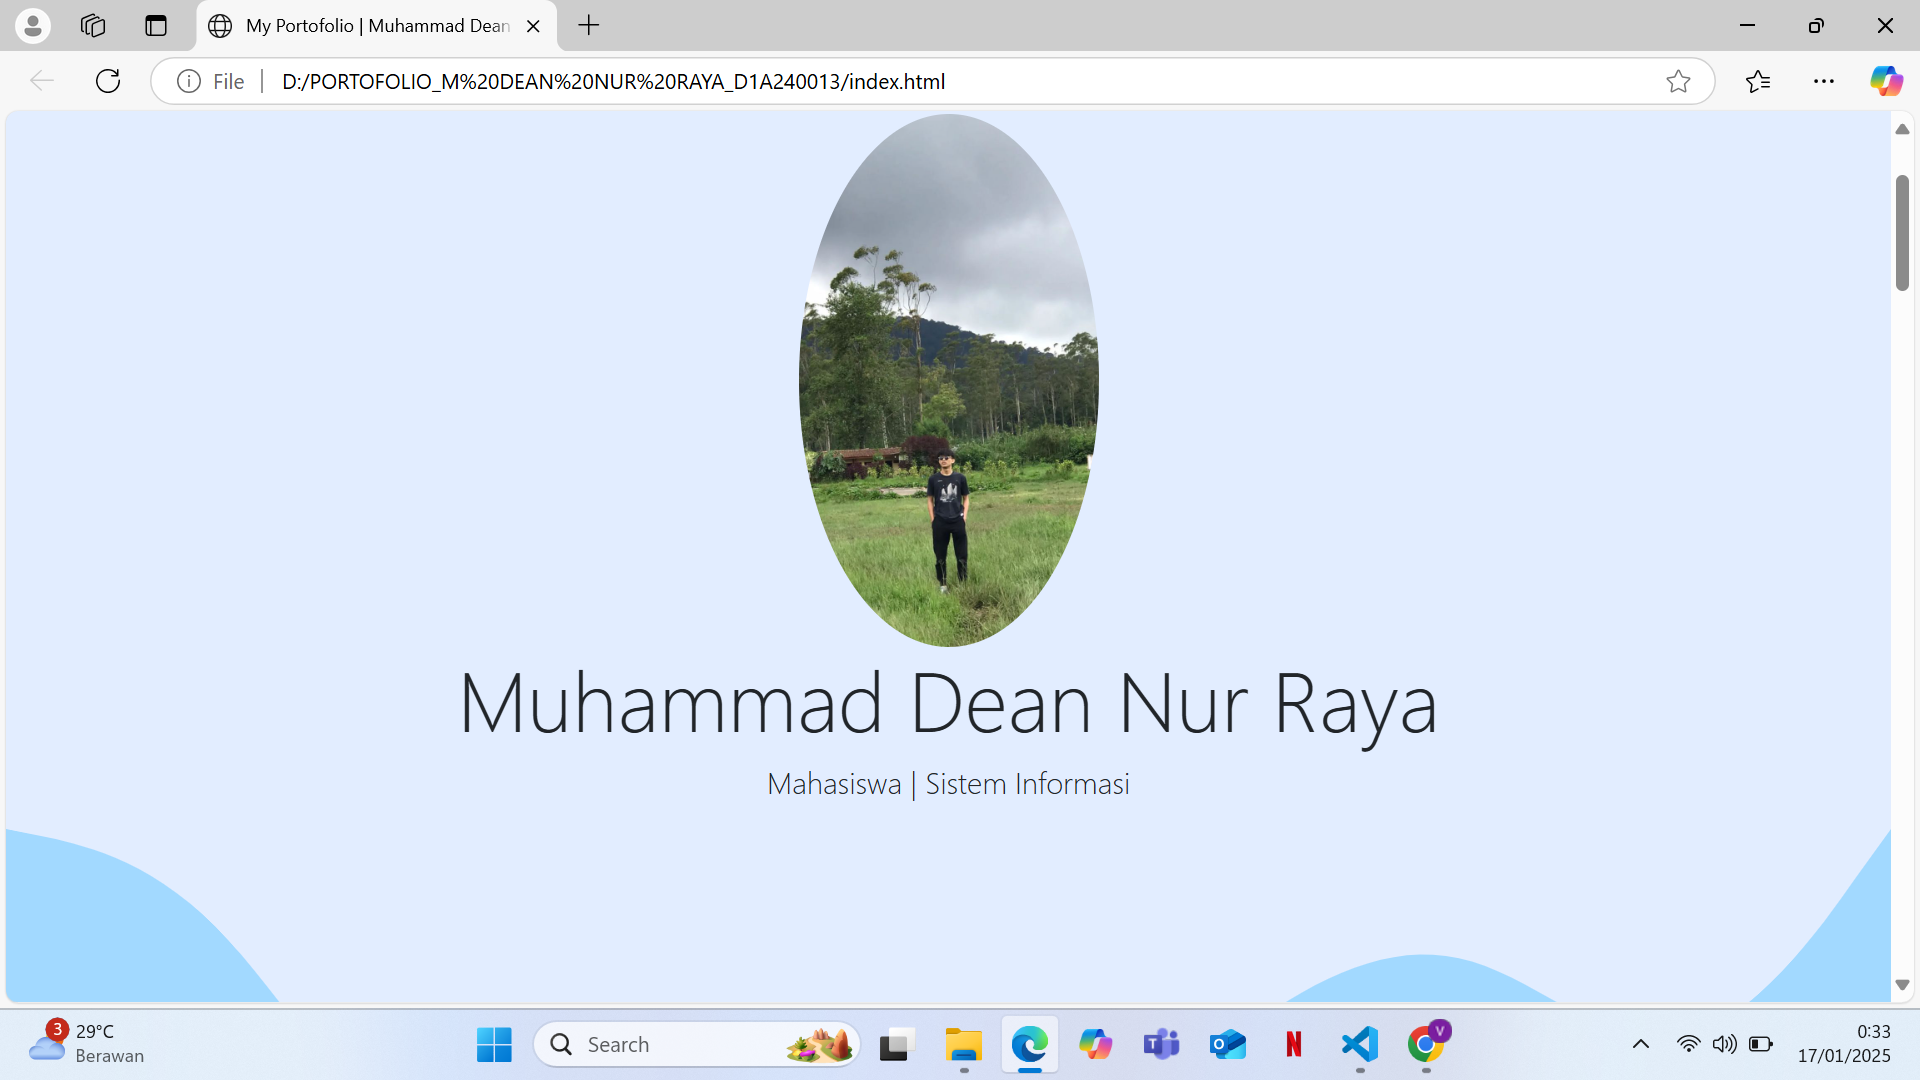 My Portofolio | Muhammad Dean
File
D:/PORTOFOLIO_M%20DEAN%20NUR%20RAYA_D1A240013/index.html
Muhammad Dean Nur Raya
Mahasiswa | Sistem Informasi
3
29°C
Berawan
Search
T
N
V
0:33
17/01/2025